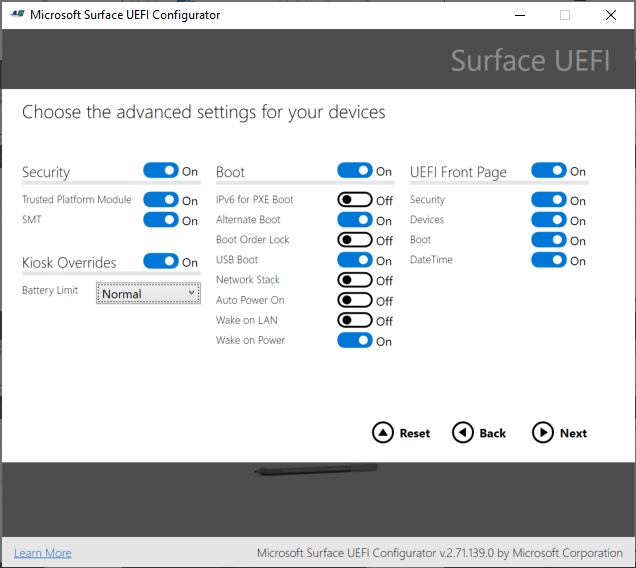 Microsoft Surface UEFI Configurator
Surface UEFI
Choose the advanced settings for your devices
Security On
Trusted Platform Module On
SMT On
Kiosk Overrides On
Battery Limit Normal
Boot On
IPv6 for PXE Boot Off
Alternate Boot On
Boot Order Lock Off
USB Boot On
Network Stack Off
Auto Power On Off
Wake on LAN Off
Wake on Power On
UEFI Front Page On
Security On
Devices On
Boot On
DateTime On
Reset Back Next
Learn More Microsoft Surface UEFI Configurator v.2.71.139.0 by Microsoft Corporation